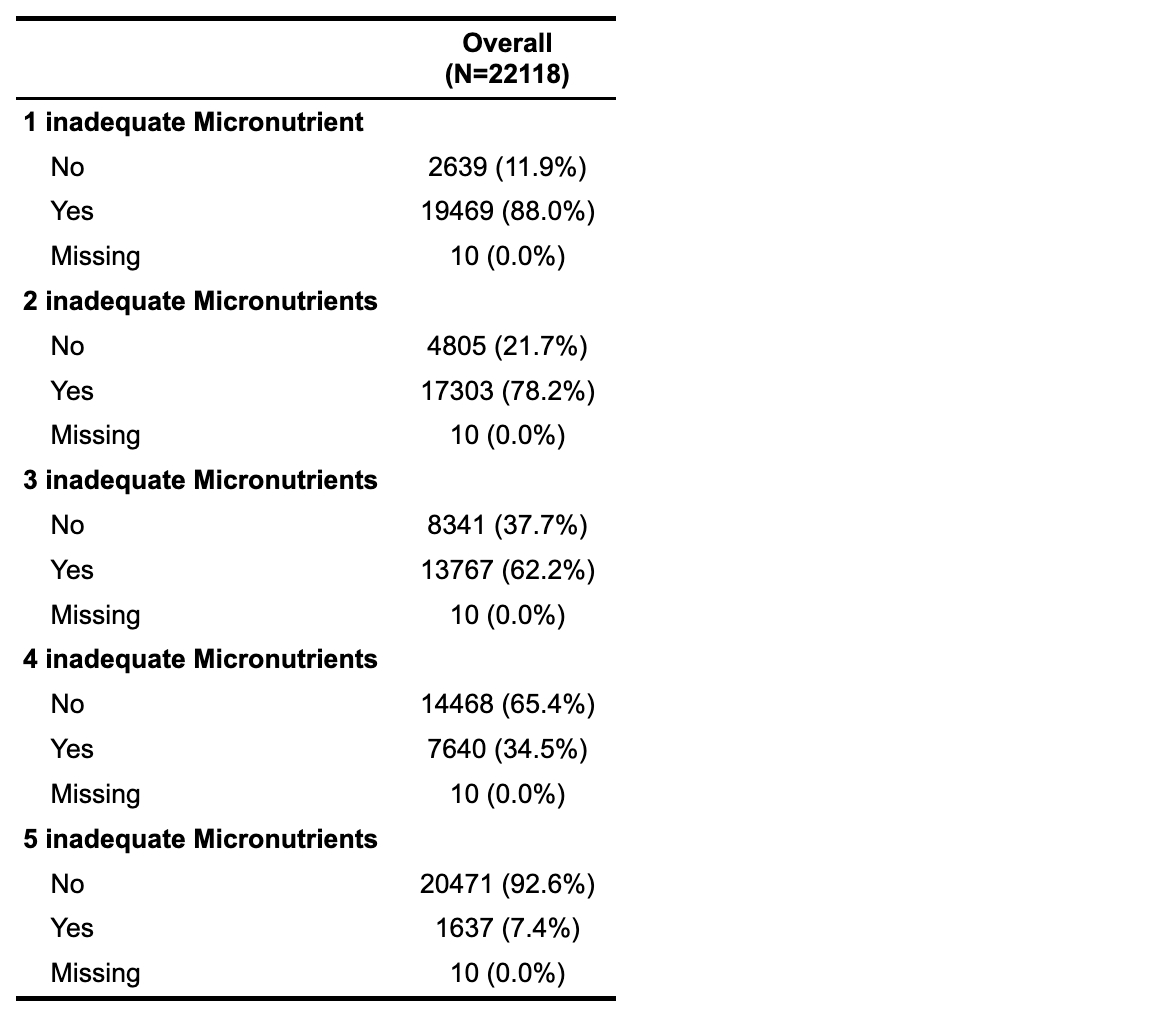 Overall
(N=22118)
1 inadequate Micronutrient
No 2639 (11.9%)
Yes 19469 (88.0%)
Missing 10 (0.0%)
2 inadequate Micronutrients
No 4805 (21.7%)
Yes 17303 (78.2%)
Missing 10 (0.0%)
3 inadequate Micronutrients
No 8341 (37.7%)
Yes 13767 (62.2%)
Missing 10 (0.0%)
4 inadequate Micronutrients
No 14468 (65.4%)
Yes 7640 (34.5%)
Missing 10 (0.0%)
5 inadequate Micronutrients
No 20471 (92.6%)
Yes 1637 (7.4%)
Missing 10 (0.0%)